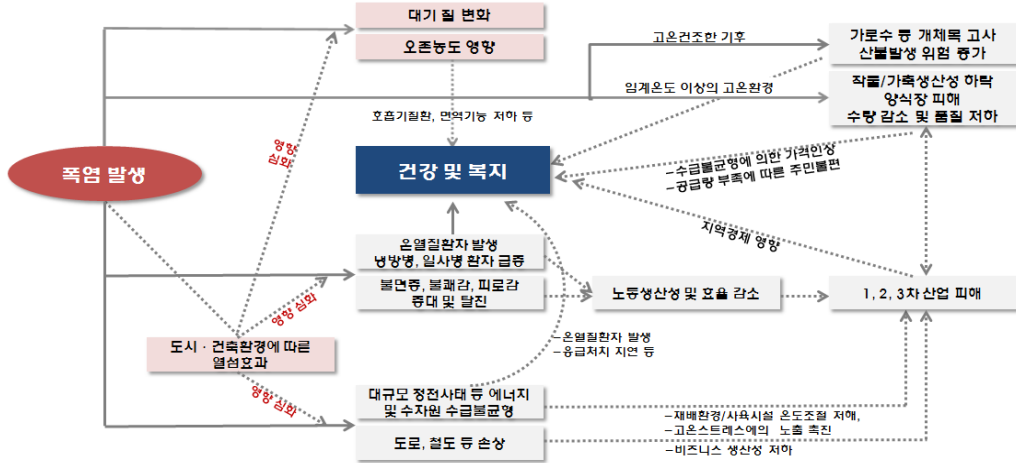 대기 질 변화
오존농도 영향
고온건조한 기후
가로수 등 개체목 고사
산불발생 위험 증가
임계온도 이상의 고온환경
작물/가축생산성 하락
양식장 피해
수량 감소 및 품질 저하
호흡기질환, 면역기능 저하 등
영향
심화
폭염 발생
건강 및 복지
–수급불균형에 의한 가격인상
–공급량 부족에 따른 주민불편
지역경제 영향
온열질환자 발생
냉방병, 일사병 환자 급증
불면증, 불쾌감, 피로감
증대 및 탈진
노동생산성 및 효율 감소
1, 2, 3차 산업 피해
영향 심화
도시 · 건축환경에 따른
열섬효과
–온열질환자 발생
–응급처치 지연 등
영향 심화
대규모 정전사태 등 에너지
및 수자원 수급불균형
–재배환경/사육시설 온도조절 저해,
–고온스트레스에의 노출 촉진
도로, 철도 등 손상
–비즈니스 생산성 저하